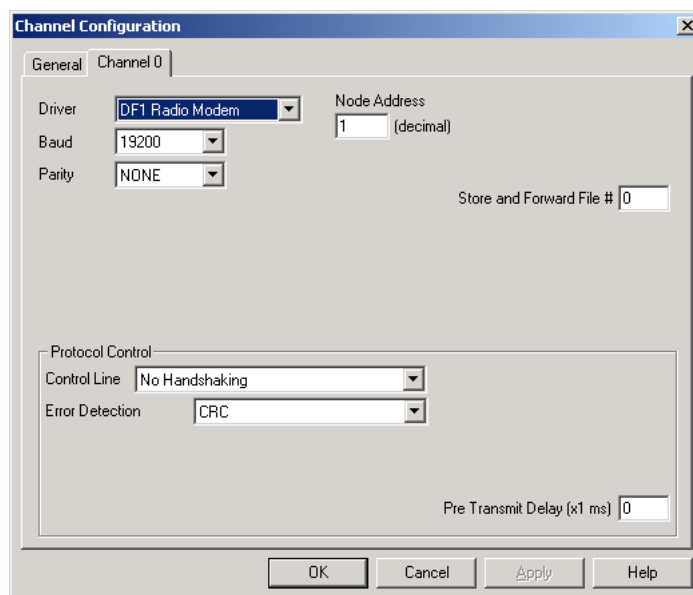 Channel Configuration
General Channel 0
Driver DF1 Radio Modem Node Address
1 (decimal)
Baud 19200
Parity NONE
Store and Forward File # 0
Protocol Control
Control Line No Handshaking
Error Detection CRC
Pre Transmit Delay (x1 ms) 0
OK Cancel Apply Help